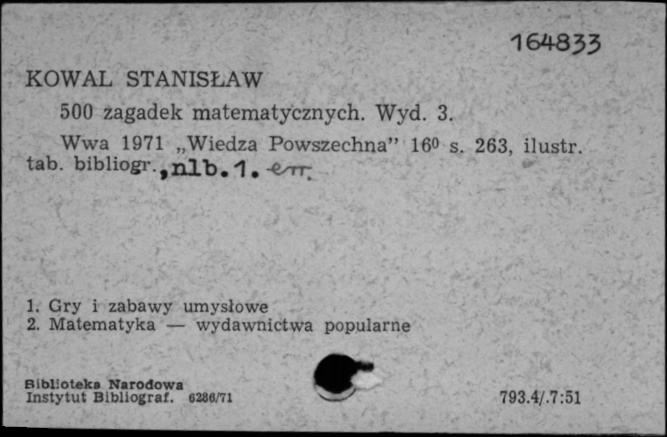 164833
KOWAL STANISŁAW
500 zagadek matematycznych. Wyd. 3.
Wwa 1971 „Wiedza Powszechna” 16⁰ s. 263, ilustr.
tab. bibliogr., nlb. 1.
1. Gry i zabawy umysłowe
2. Matematyka — wydawnictwa popularne
Biblioteka Narodowa
Instytut Bibliograf. 6286/71
793.4/.7:51